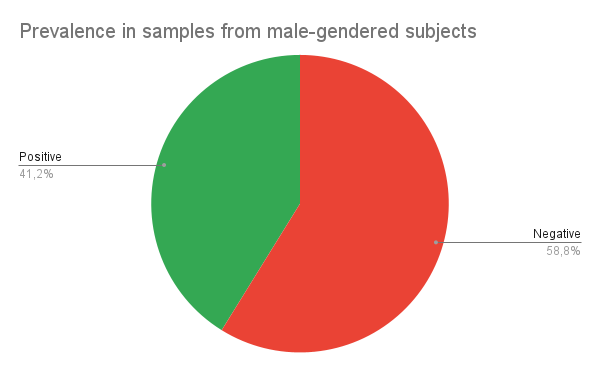 Prevalence in samples from male-gendered subjects
Positive
41,2%
Negative
58,8%